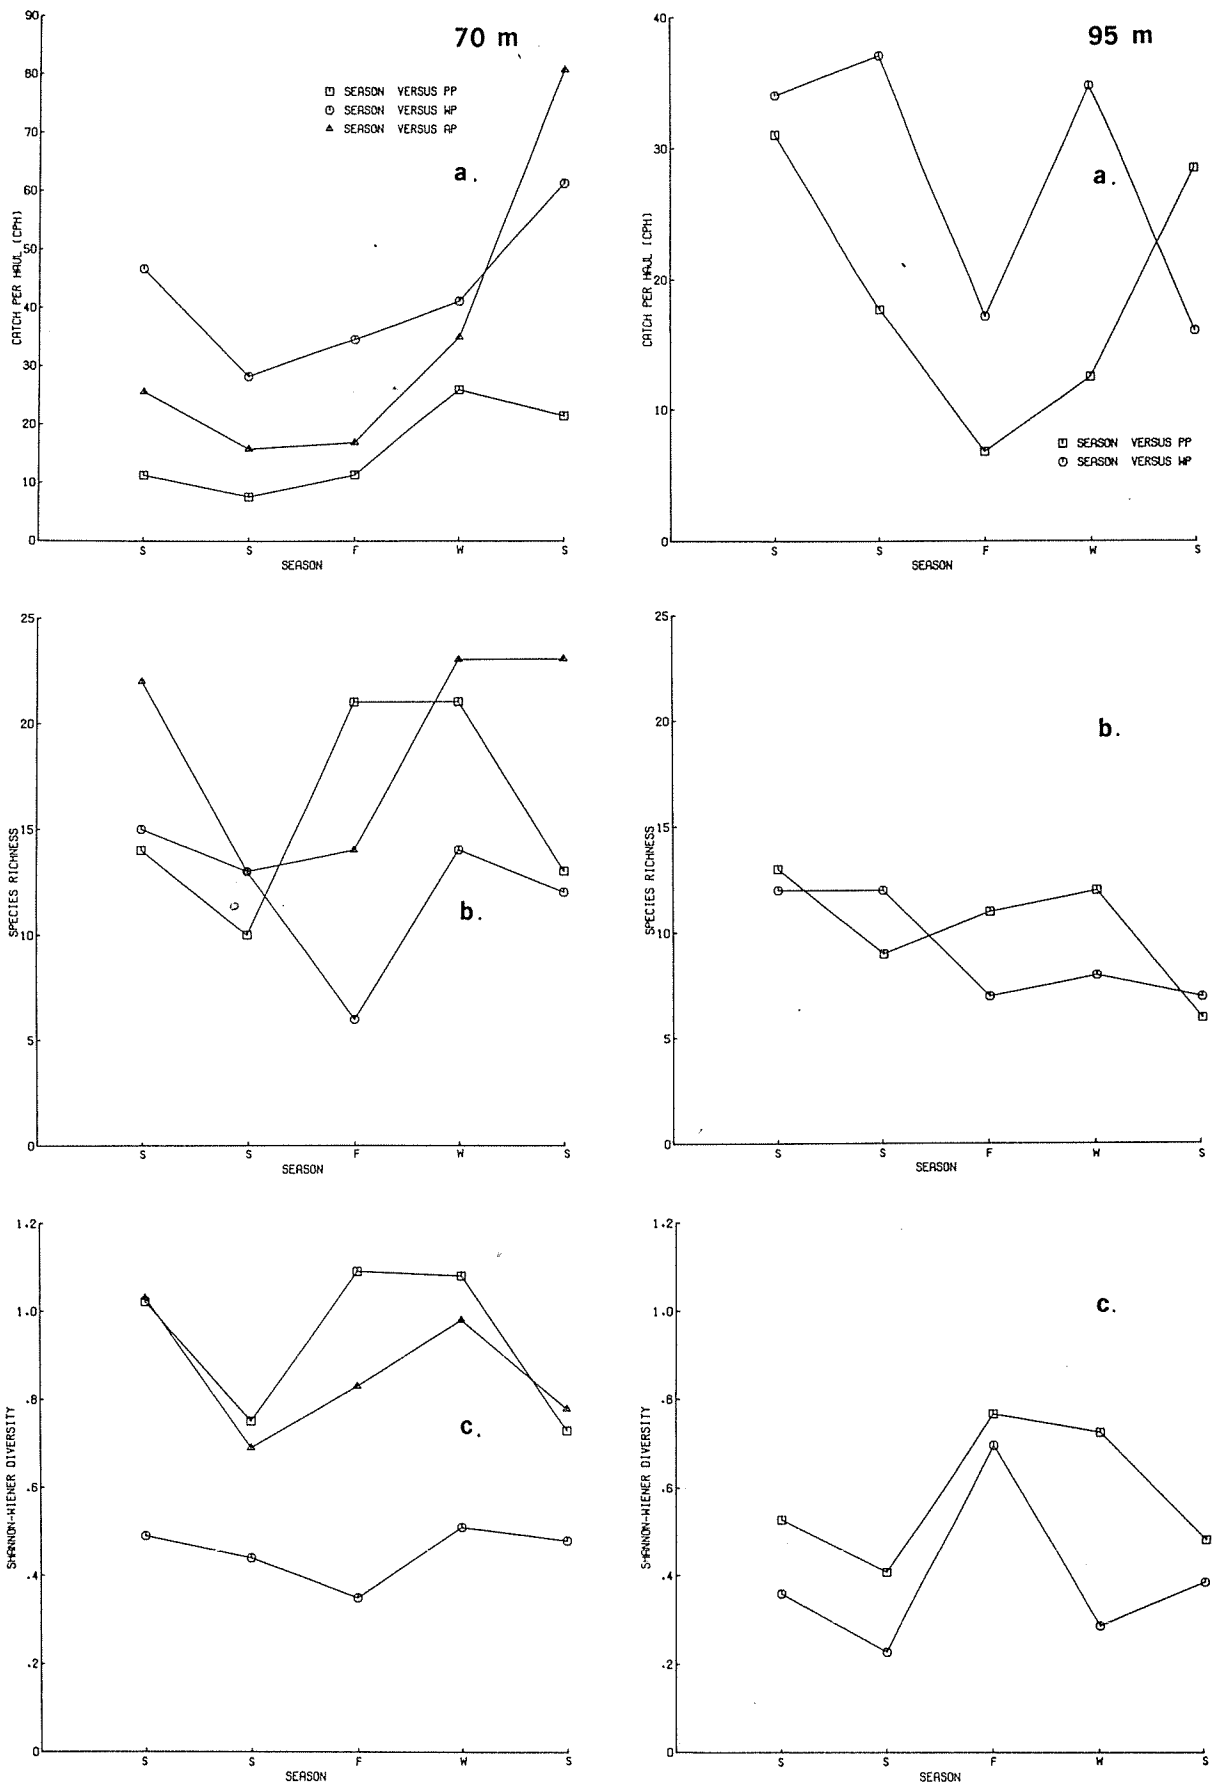 70 m
90
80
70
60
50
40
30
20
10
0
CATCH PER HAUL (CPH)
SEASON VERSUS PP
SEASON VERSUS WP
SEASON VERSUS AP
a.
S S F W S
SEASON
95 m
40
30
20
10
0
CATCH PER HAUL (CPH)
a.
SEASON VERSUS PP
SEASON VERSUS WP
S S F W S
SEASON
25
20
15
10
5
0
SPECIES RICHNESS
b.
S S F W S
SEASON
25
20
15
10
5
0
SPECIES RICHNESS
b.
S S F W S
SEASON
1.2
1.0
.8
.6
.4
.2
0
SHANNON-WIENER DIVERSITY
c.
S S F W S
SEASON
1.2
1.0
.8
.6
.4
.2
0
SHANNON-WIENER DIVERSITY
c.
S S F W S
SEASON